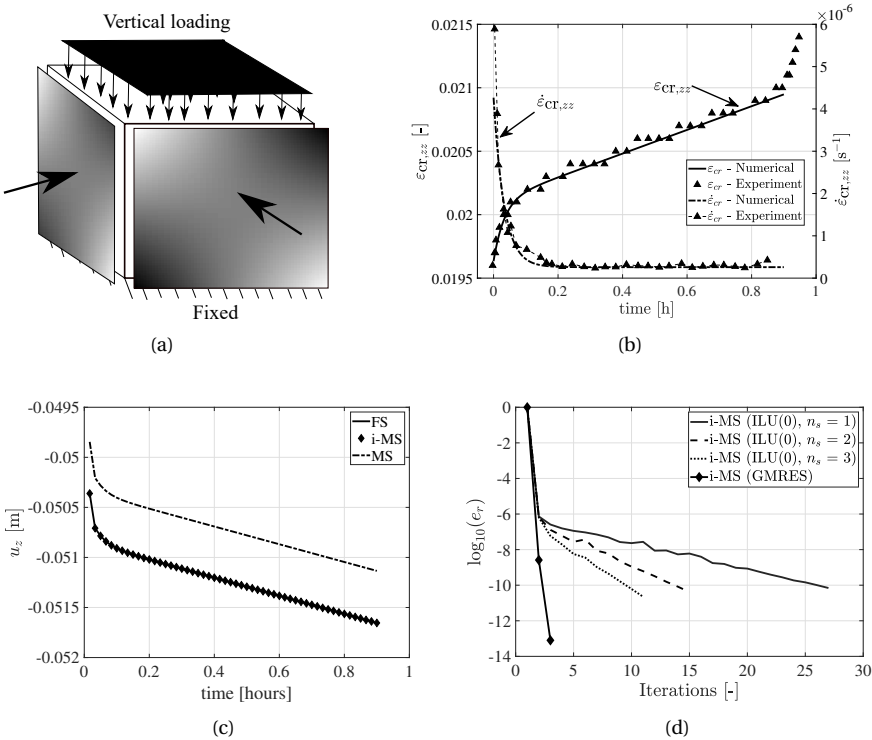 Vertical loading
Fixed
(a)
×10⁻⁶
0.0215
0.021
0.0205
0.02
0.0195
ε_cr,zz [-]
6
5
4
3
2
1
0
ε̇_cr,zz [s⁻¹]
ε̇_cr,zz
ε_cr,zz
ε_cr - Numerical
ε_cr - Experiment
ε̇_cr - Numerical
ε̇_cr - Experiment
0 0.2 0.4 0.6 0.8 1
time [h]
(b)
-0.0495
-0.05
-0.0505
-0.051
-0.0515
-0.052
u_z [m]
FS
i-MS
MS
0 0.2 0.4 0.6 0.8 1
time [hours]
(c)
0
-2
-4
-6
-8
-10
-12
-14
log₁₀(e_r)
i-MS (ILU(0), n_s = 1)
i-MS (ILU(0), n_s = 2)
i-MS (ILU(0), n_s = 3)
i-MS (GMRES)
0 5 10 15 20 25 30
Iterations [-]
(d)